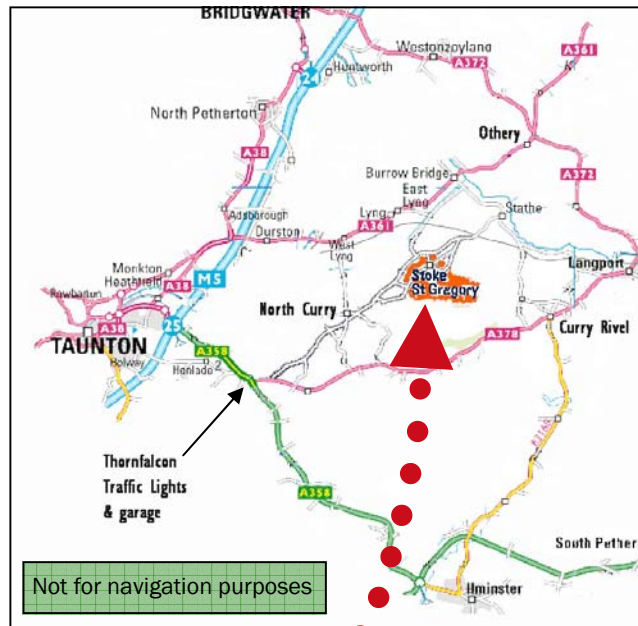 BRIDGWATER
Westonzoyland
A372
A361
24
Huntworth
North Petherton
A38
Othery
Burrow Bridge
A372
East
Lyng
Stathe
Adsborough
Lyng
A361
Durston
West
Lyng
Monkton
Heathfield
A38
M5
Stoke
St Gregory
Langport
North Curry
A38
25
TAUNTON
A378
Curry Rivel
A358
Thornfalcon
Traffic Lights
& garage
A358
South Pether
Not for navigation purposes
Ilminster